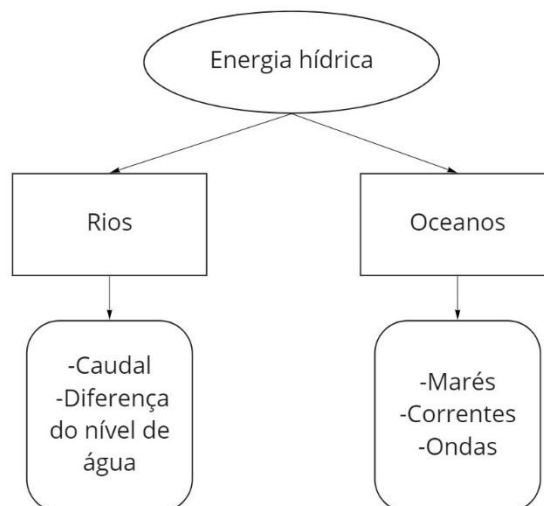 Energia hídrica
Rios
Oceanos
-Caudal
-Diferença
do nível de
água
-Marés
-Correntes
-Ondas